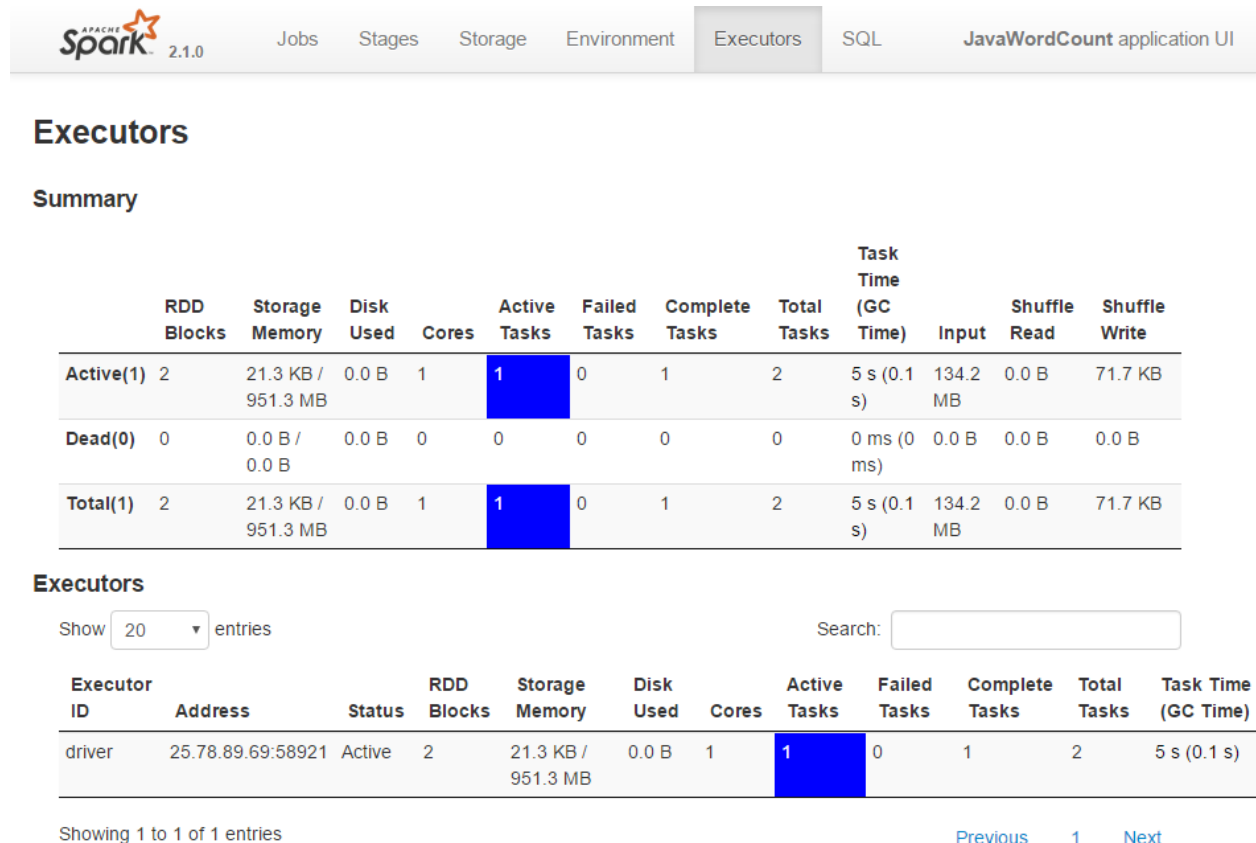 APACHE Spark 2.1.0 Jobs Stages Storage Environment Executors SQL JavaWordCount application UI
Executors
Summary
Task
Time
RDD Storage Disk Active Failed Complete Total (GC Shuffle Shuffle
Blocks Memory Used Cores Tasks Tasks Tasks Tasks Time) Input Read Write
Active(1) 2 21.3 KB / 0.0 B 1 1 0 1 2 5 s (0.1 134.2 0.0 B 71.7 KB
951.3 MB s) MB
Dead(0) 0 0.0 B / 0.0 B 0 0 0 0 0 0 ms (0 0.0 B 0.0 B 0.0 B
0.0 B ms)
Total(1) 2 21.3 KB / 0.0 B 1 1 0 1 2 5 s (0.1 134.2 0.0 B 71.7 KB
951.3 MB s) MB
Executors
Show 20 entries Search:
Executor RDD Storage Disk Active Failed Complete Total Task Time
ID Address Status Blocks Memory Used Cores Tasks Tasks Tasks Tasks (GC Time)
driver 25.78.89.69:58921 Active 2 21.3 KB / 0.0 B 1 1 0 1 2 5 s (0.1 s)
951.3 MB
Showing 1 to 1 of 1 entries Previous 1 Next